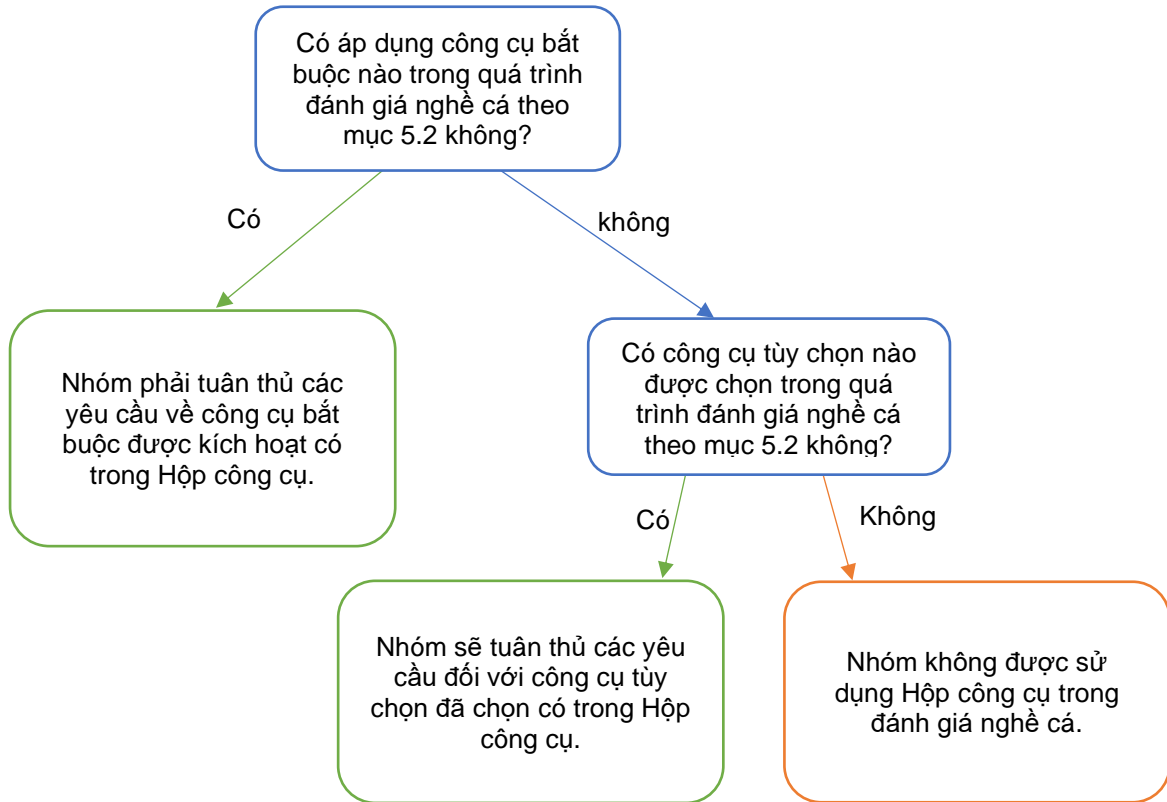 Có áp dụng công cụ bắt
buộc nào trong quá trình
đánh giá nghề cá theo
mục 5.2 không?
Có
không
Nhóm phải tuân thủ các
yêu cầu về công cụ bắt
buộc được kích hoạt có
trong Hộp công cụ.
Có công cụ tùy chọn nào
được chọn trong quá
trình đánh giá nghề cá
theo mục 5.2 không?
Có
Không
Nhóm sẽ tuân thủ các yêu
cầu đối với công cụ tùy
chọn đã chọn có trong Hộp
công cụ.
Nhóm không được sử
dụng Hộp công cụ trong
đánh giá nghề cá.